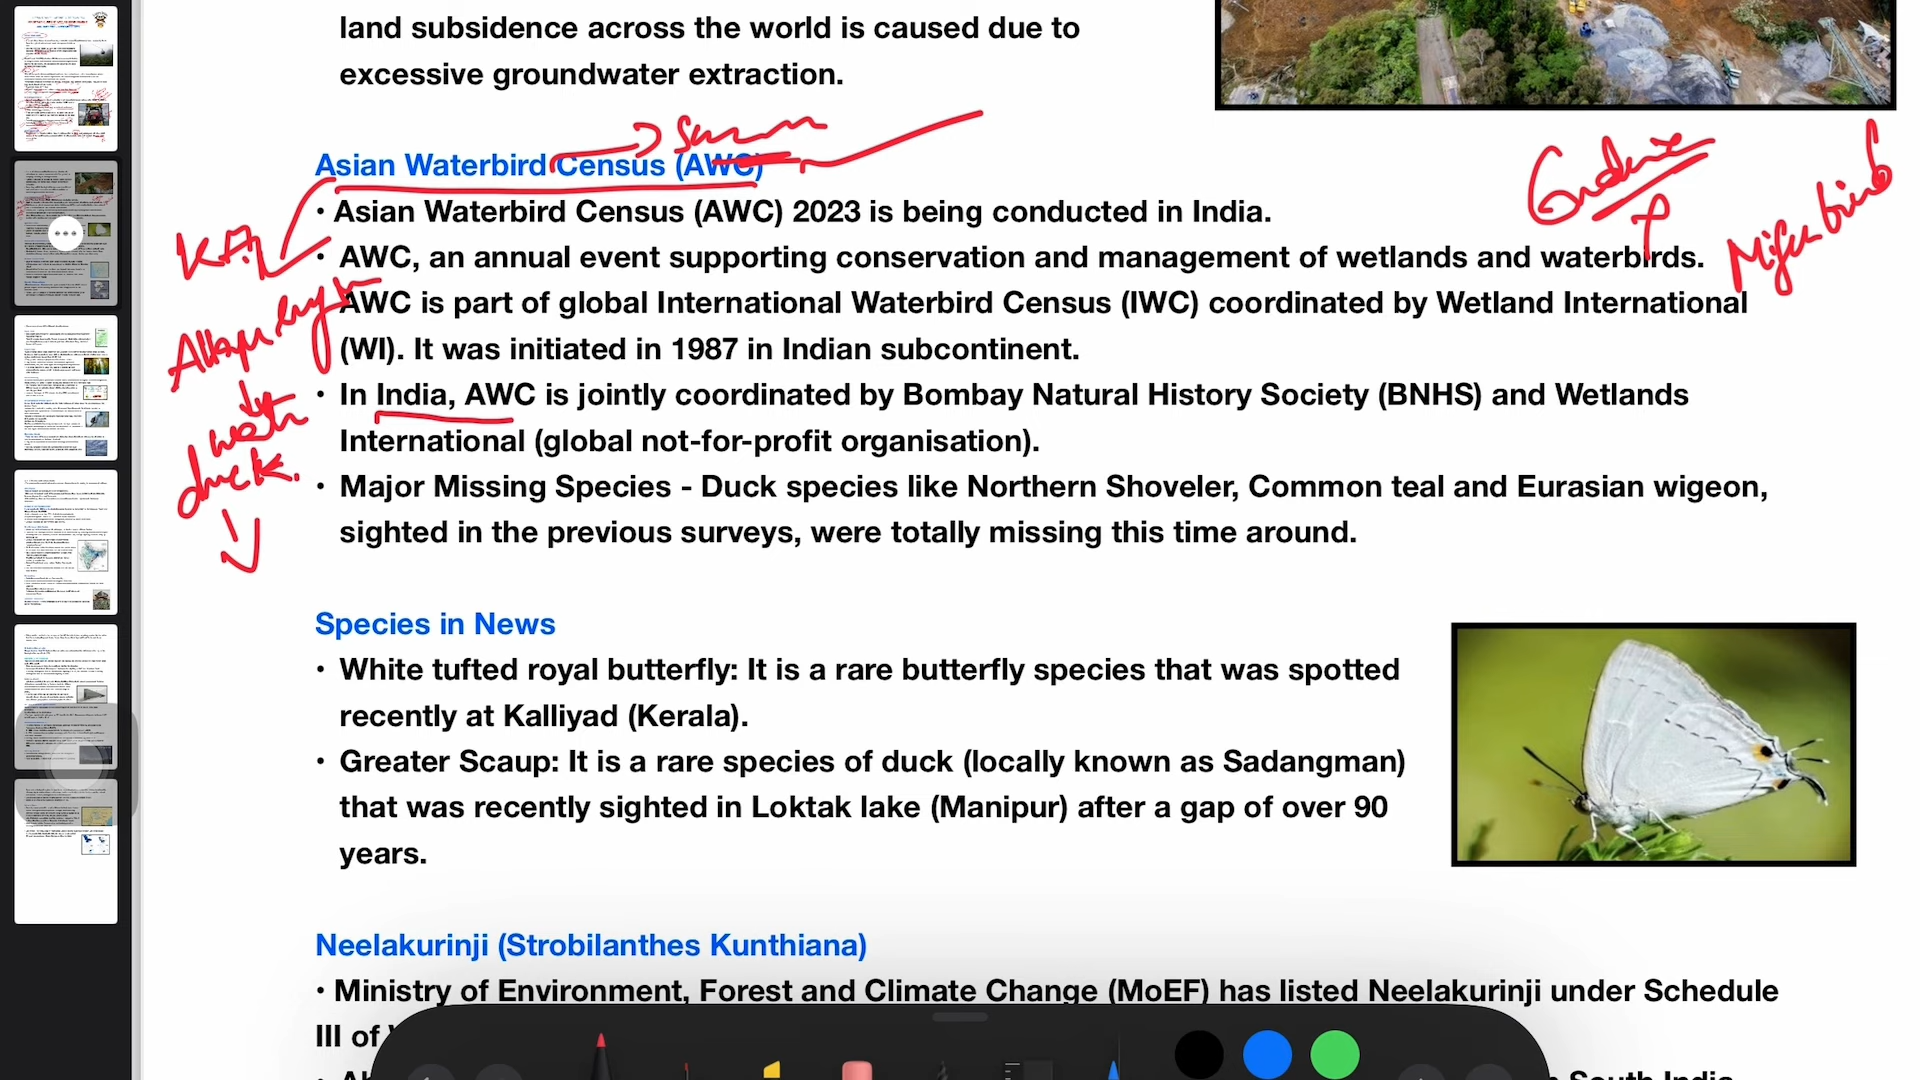 land subsidence across the world is caused due to
excessive groundwater extraction.
Asian Waterbird Census (AWC)
• Asian Waterbird Census (AWC) 2023 is being conducted in India.
• AWC, an annual event supporting conservation and management of wetlands and waterbirds.
AWC is part of global International Waterbird Census (IWC) coordinated by Wetland International
(WI). It was initiated in 1987 in Indian subcontinent.
• In India, AWC is jointly coordinated by Bombay Natural History Society (BNHS) and Wetlands
International (global not-for-profit organisation).
duck.
• Major Missing Species - Duck species like Northern Shoveler, Common teal and Eurasian wigeon,
sighted in the previous surveys, were totally missing this time around.
Species in News
• White tufted royal butterfly: It is a rare butterfly species that was spotted
recently at Kalliyad (Kerala).
• Greater Scaup: It is a rare species of duck (locally known as Sadangman)
that was recently sighted in Loktak lake (Manipur) after a gap of over 90
years.
Neelakurinji (Strobilanthes Kunthiana)
• Ministry of Environment, Forest and Climate Change (MoEF) has listed Neelakurinji under Schedule
III of
South India